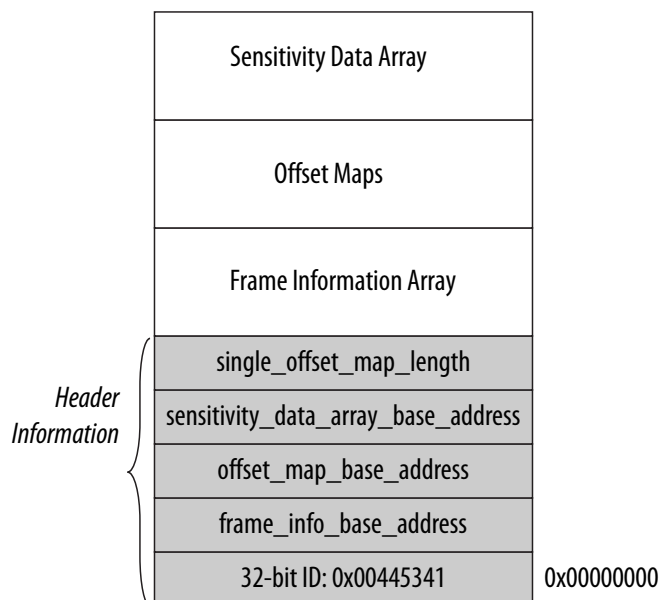 Sensitivity Data Array
Offset Maps
Frame Information Array
single_offset_map_length
Header
Information
sensitivity_data_array_base_address
offset_map_base_address
frame_info_base_address
32-bit ID: 0x00445341
0x00000000